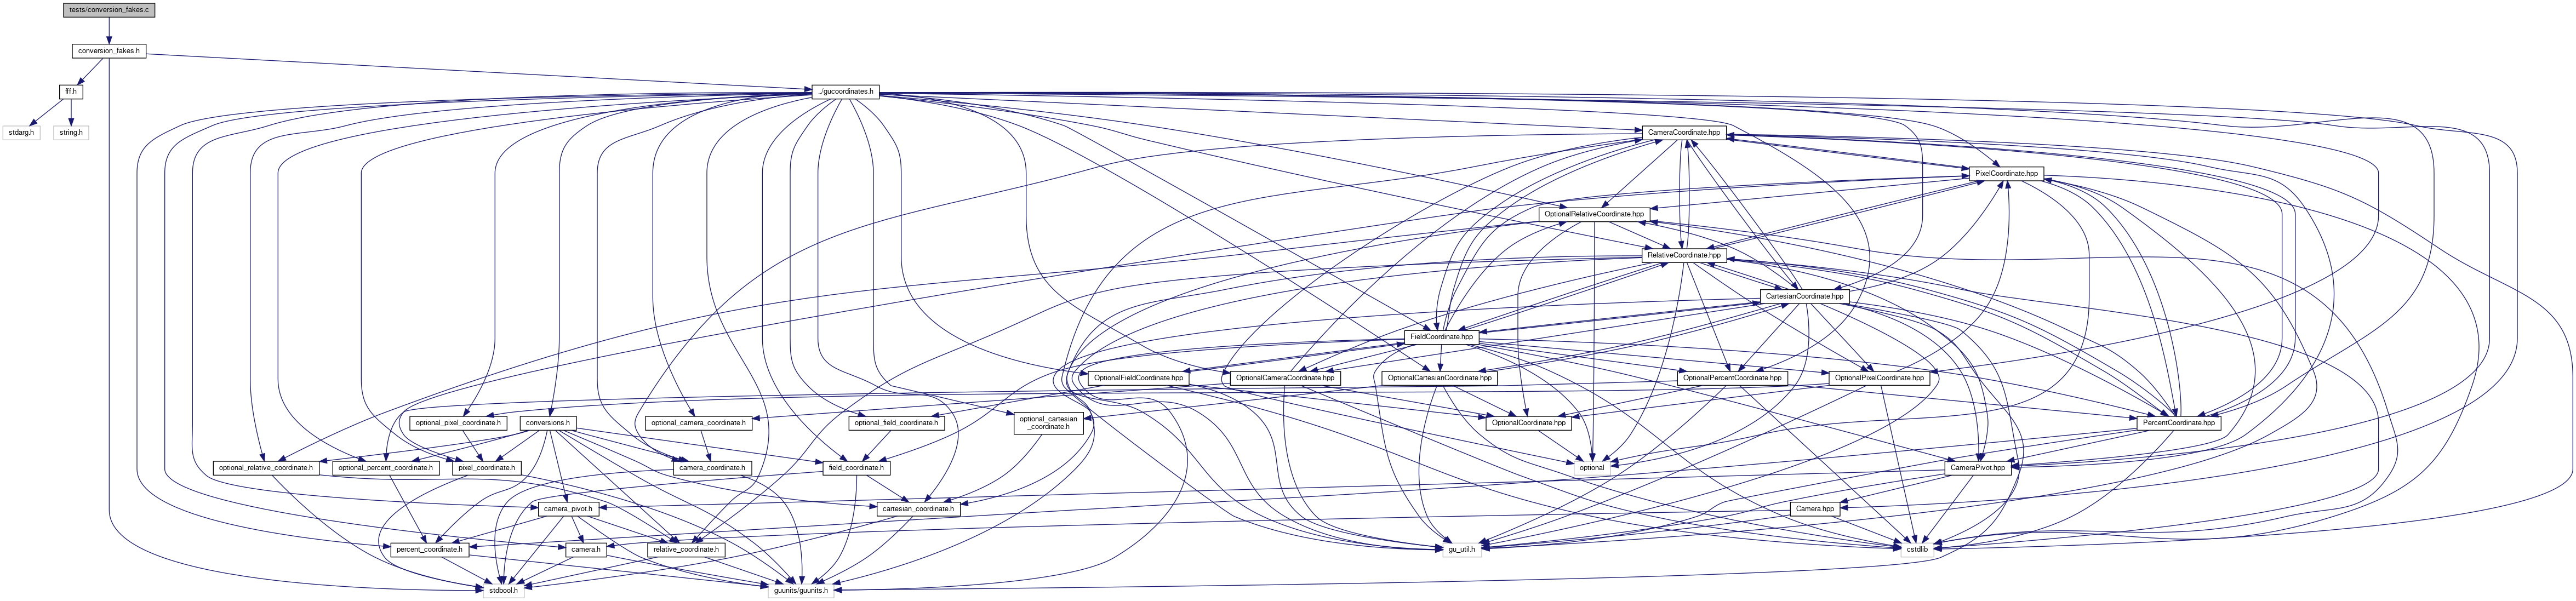 tests/conversion_fakes.c
conversion_fakes.h
fff.h
../gucoordinates.h
stdarg.h
string.h
CameraCoordinate.hpp
PixelCoordinate.hpp
OptionalRelativeCoordinate.hpp
RelativeCoordinate.hpp
CartesianCoordinate.hpp
FieldCoordinate.hpp
OptionalFieldCoordinate.hpp
OptionalCameraCoordinate.hpp
OptionalCartesianCoordinate.hpp
OptionalPercentCoordinate.hpp
OptionalPixelCoordinate.hpp
optional_pixel_coordinate.h
conversions.h
optional_camera_coordinate.h
optional_field_coordinate.h
optional_cartesian
_coordinate.h
OptionalCoordinate.hpp
PercentCoordinate.hpp
optional_relative_coordinate.h
optional_percent_coordinate.h
pixel_coordinate.h
camera_coordinate.h
field_coordinate.h
optional
CameraPivot.hpp
camera_pivot.h
cartesian_coordinate.h
Camera.hpp
percent_coordinate.h
camera.h
relative_coordinate.h
gu_util.h
cstdlib
stdbool.h
guunits/guunits.h